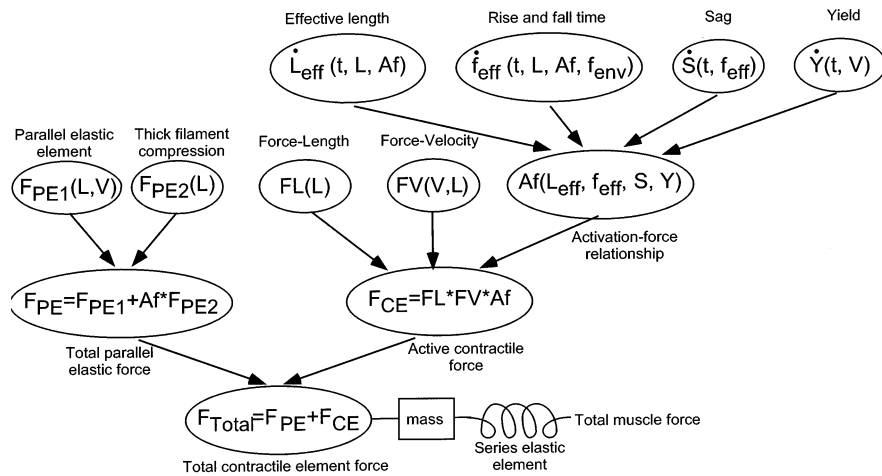 Effective length
Rise and fall time
Sag
Yield
L̇eff (t, L, Af)
ḟeff (t, L, Af, fenv)
Ṡ(t, feff)
Ẏ(t, V)
Parallel elastic
element
Thick filament
compression
Force-Length
Force-Velocity
FPE1(L,V)
FPE2(L)
FL(L)
FV(V,L)
Af(Leff, feff, S, Y)
Activation-force
relationship
FPE=FPE1+Af*FPE2
FCE=FL*FV*Af
Total parallel
elastic force
Active contractile
force
FTotal=FPE+FCE
mass
Total muscle force
Series elastic
element
Total contractile element force